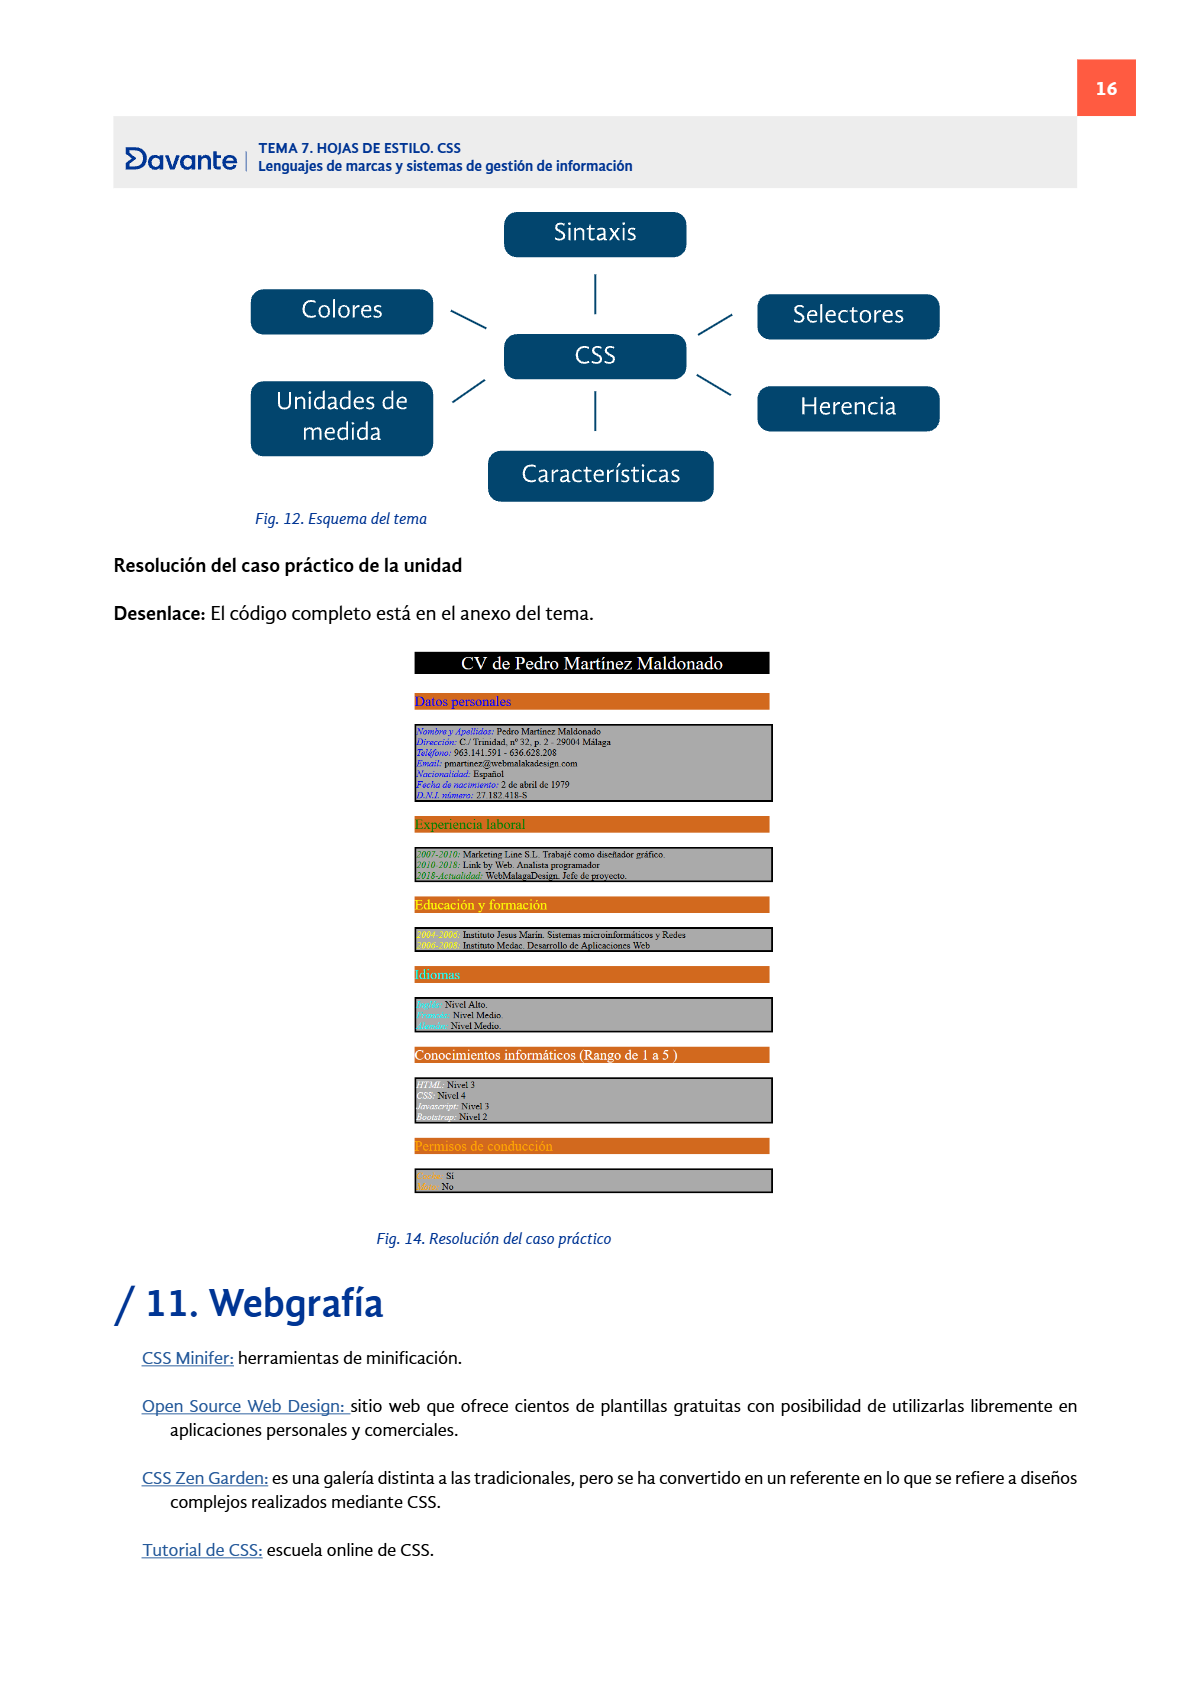 16
Davante
TEMA 7. HOJAS DE ESTILO. CSS
Lenguajes de marcas y sistemas de gestión de información
Sintaxis
Colores
Selectores
CSS
Unidades de
medida
Herencia
Características
Fig. 12. Esquema del tema
Resolución del caso práctico de la unidad
Desenlace: El código completo está en el anexo del tema.
CV de Pedro Martínez Maldonado
Datos personales
Nombre y Apellidos: Pedro Martínez Maldonado
Dirección: C./ Trinidad, nº 32, p. 2 - 29004 Málaga
Teléfono: 963.141.591 - 636.628.208
Email: pmartinez@webmalakadesign.com
Nacionalidad: Español
Fecha de nacimiento: 2 de abril de 1979
D.N.I. número: 27.182.418-S
Experiencia laboral
2007-2010: Marketing Line S.L. Trabajé como diseñador gráfico.
2010-2018: Link by Web. Analista programador
2018-Actualidad: WebMalagaDesign. Jefe de proyecto.
Educación y formación
2004-2006: Instituto Jesus Marín. Sistemas microinformáticos y Redes
2006-2008: Instituto Medac. Desarrollo de Aplicaciones Web
Idiomas
Nivel Alto.
Nivel Medio.
Nivel Medio.
Conocimientos informáticos (Rango de 1 a 5 )
HTML: Nivel 3
CSS: Nivel 4
Javascript: Nivel 3
Bootstrap: Nivel 2
Permisos de conducción
Si
No
Fig. 14. Resolución del caso práctico
/ 11. Webgrafía
CSS Minifer: herramientas de minificación.
Open Source Web Design: sitio web que ofrece cientos de plantillas gratuitas con posibilidad de utilizarlas libremente en
aplicaciones personales y comerciales.
CSS Zen Garden: es una galería distinta a las tradicionales, pero se ha convertido en un referente en lo que se refiere a diseños
complejos realizados mediante CSS.
Tutorial de CSS: escuela online de CSS.